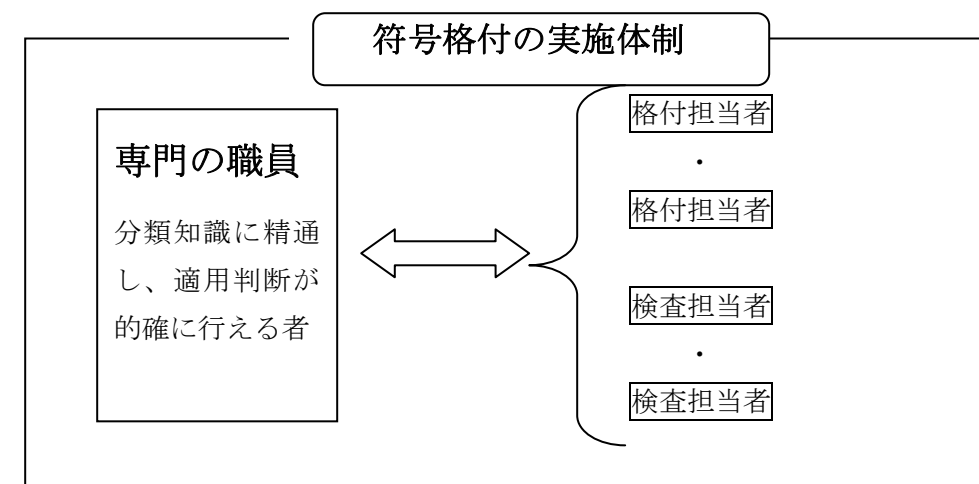 符号格付の実施体制
専門の職員
分類知識に精通
し、適用判断が
的確に行える者
格付担当者
・
格付担当者
検査担当者
・
検査担当者